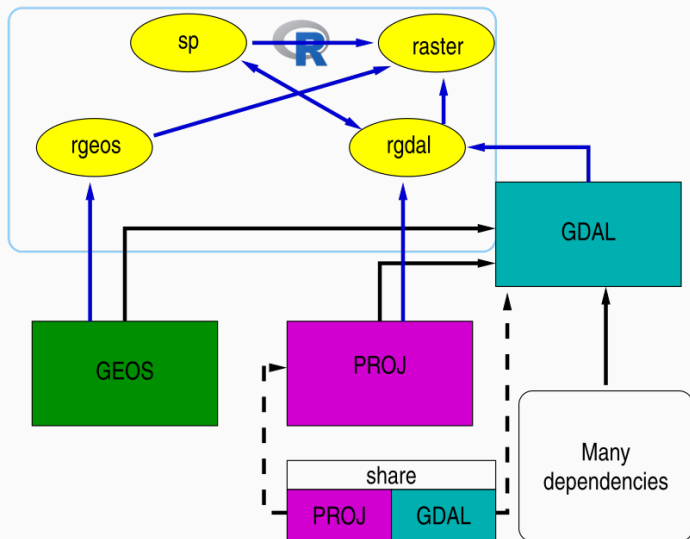 sp
R
raster
rgeos
rgdal
GDAL
GEOS
PROJ
share
PROJ
GDAL
Many
dependencies